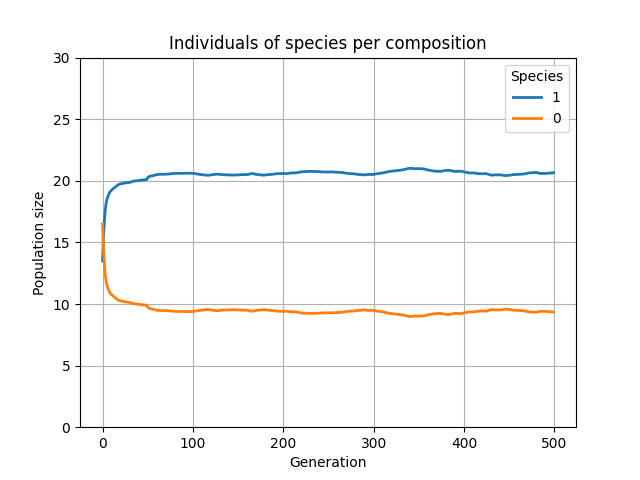 Individuals of species per composition
Species
1
0
Population size
30
25
20
15
10
5
0
0 100 200 300 400 500
Generation